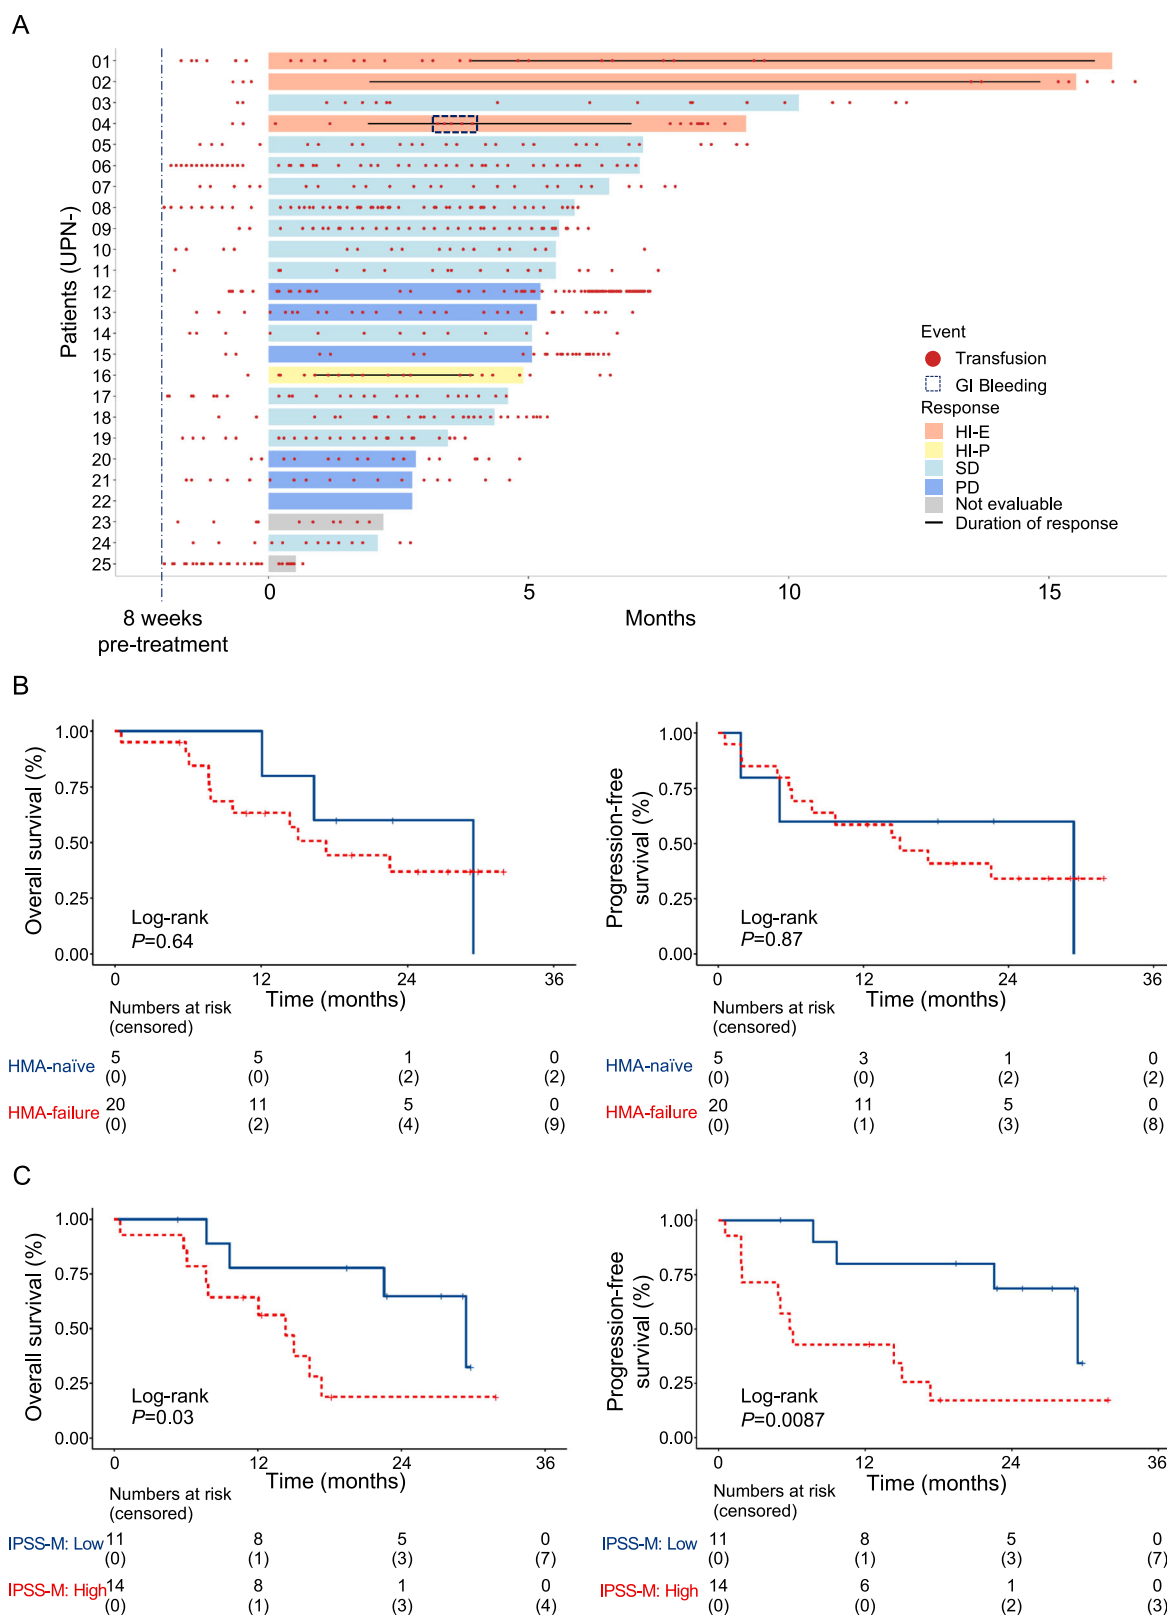 A
Patients (UPN-)
01
02
03
04
05
06
07
08
09
10
11
12
13
14
15
16
17
18
19
20
21
22
23
24
25
Event
Transfusion
GI Bleeding
Response
HI-E
HI-P
SD
PD
Not evaluable
Duration of response
0 5 10 15
8 weeks
pre-treatment
Months
B
Overall survival (%)
1.00
0.75
0.50
0.25
0.00
Log-rank
P=0.64
0 12 24 36
Time (months)
Numbers at risk
(censored)
HMA-naïve 5 5 1 0
(0) (0) (2) (2)
HMA-failure 20 11 5 0
(0) (2) (4) (9)
Progression-free
survival (%)
1.00
0.75
0.50
0.25
0.00
Log-rank
P=0.87
0 12 24 36
Time (months)
Numbers at risk
(censored)
HMA-naïve 5 3 1 0
(0) (0) (2) (2)
HMA-failure 20 11 5 0
(0) (1) (3) (8)
C
Overall survival (%)
1.00
0.75
0.50
0.25
0.00
Log-rank
P=0.03
0 12 24 36
Time (months)
Numbers at risk
(censored)
IPSS-M: Low 11 8 5 0
(0) (1) (3) (7)
IPSS-M: High 14 8 1 0
(0) (1) (3) (4)
Progression-free
survival (%)
1.00
0.75
0.50
0.25
0.00
Log-rank
P=0.0087
0 12 24 36
Time (months)
Numbers at risk
(censored)
IPSS-M: Low 11 8 5 0
(0) (1) (3) (7)
IPSS-M: High 14 6 1 0
(0) (0) (2) (3)